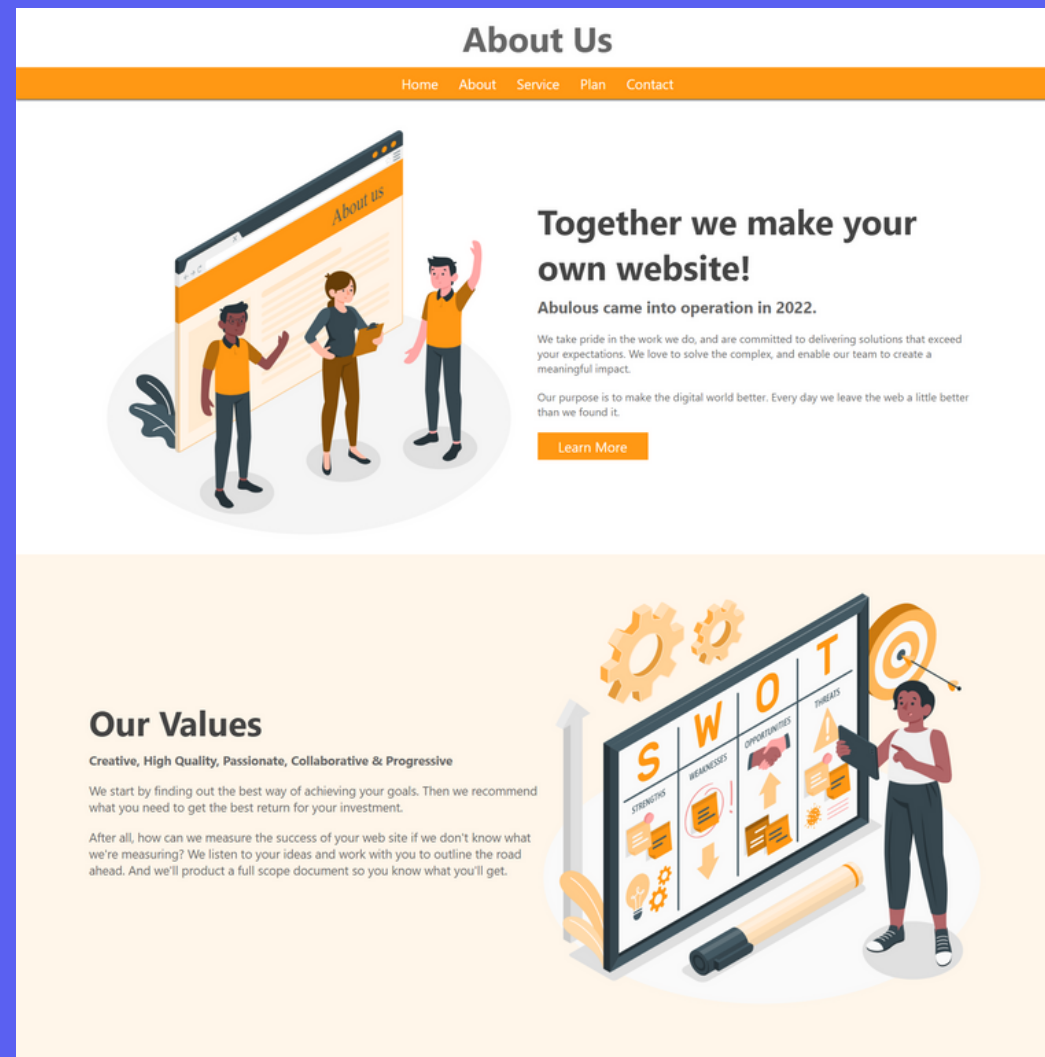 About Us
Home About Service Plan Contact
About us
Together we make your
own website!
Abulous came into operation in 2022.
We take pride in the work we do, and are committed to delivering solutions that exceed
your expectations. We love to solve the complex, and enable our team to create a
meaningful impact.
Our purpose is to make the digital world better. Every day we leave the web a little better
than we found it.
Learn More
Our Values
Creative, High Quality, Passionate, Collaborative & Progressive
We start by finding out the best way of achieving your goals. Then we recommend
what you need to get the best return for your investment.
After all, how can we measure the success of your web site if we don't know what
we're measuring? We listen to your ideas and work with you to outline the road
ahead. And we'll product a full scope document so you know what you'll get.
S W O T
STRENGTHS WEAKNESSES OPPORTUNITIES THREATS